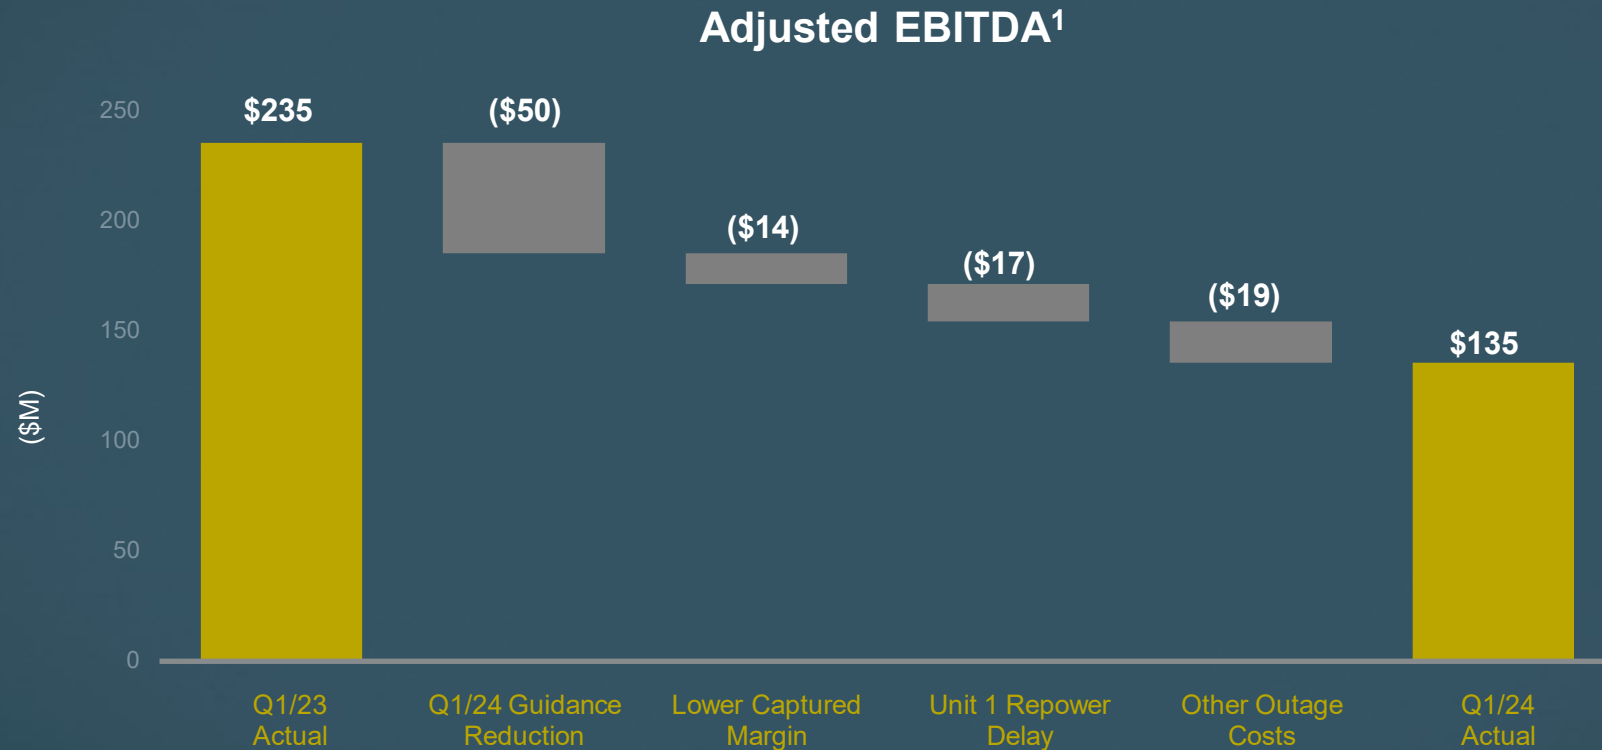 Adjusted EBITDA¹
($M)
250
200
150
100
50
0
$235
($50)
($14)
($17)
($19)
$135
Q1/23
Actual
Q1/24 Guidance
Reduction
Lower Captured
Margin
Unit 1 Repower
Delay
Other Outage
Costs
Q1/24
Actual